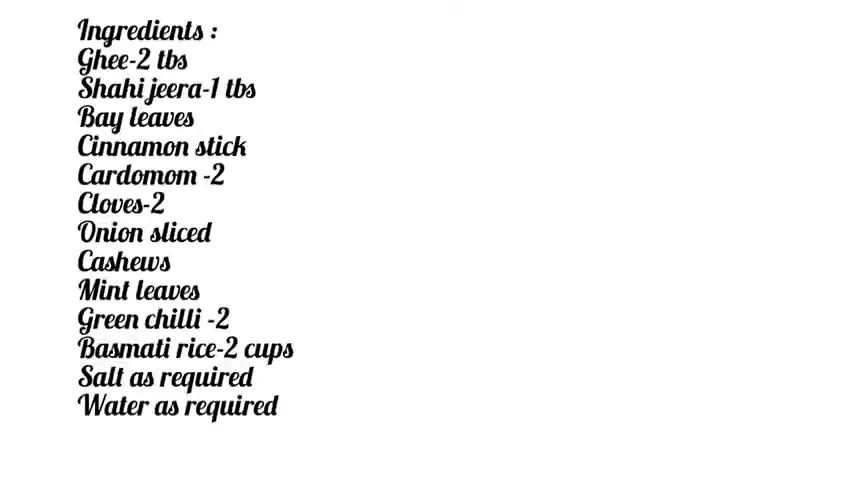 Ingredients :
Ghee-2 tbs
Shahi jeera-1 tbs
Bay leaves
Cinnamon stick
Cardomom -2
Cloves-2
Onion sliced
Cashews
Mint leaves
Green chilli -2
Basmati rice-2 cups
Salt as required
Water as required